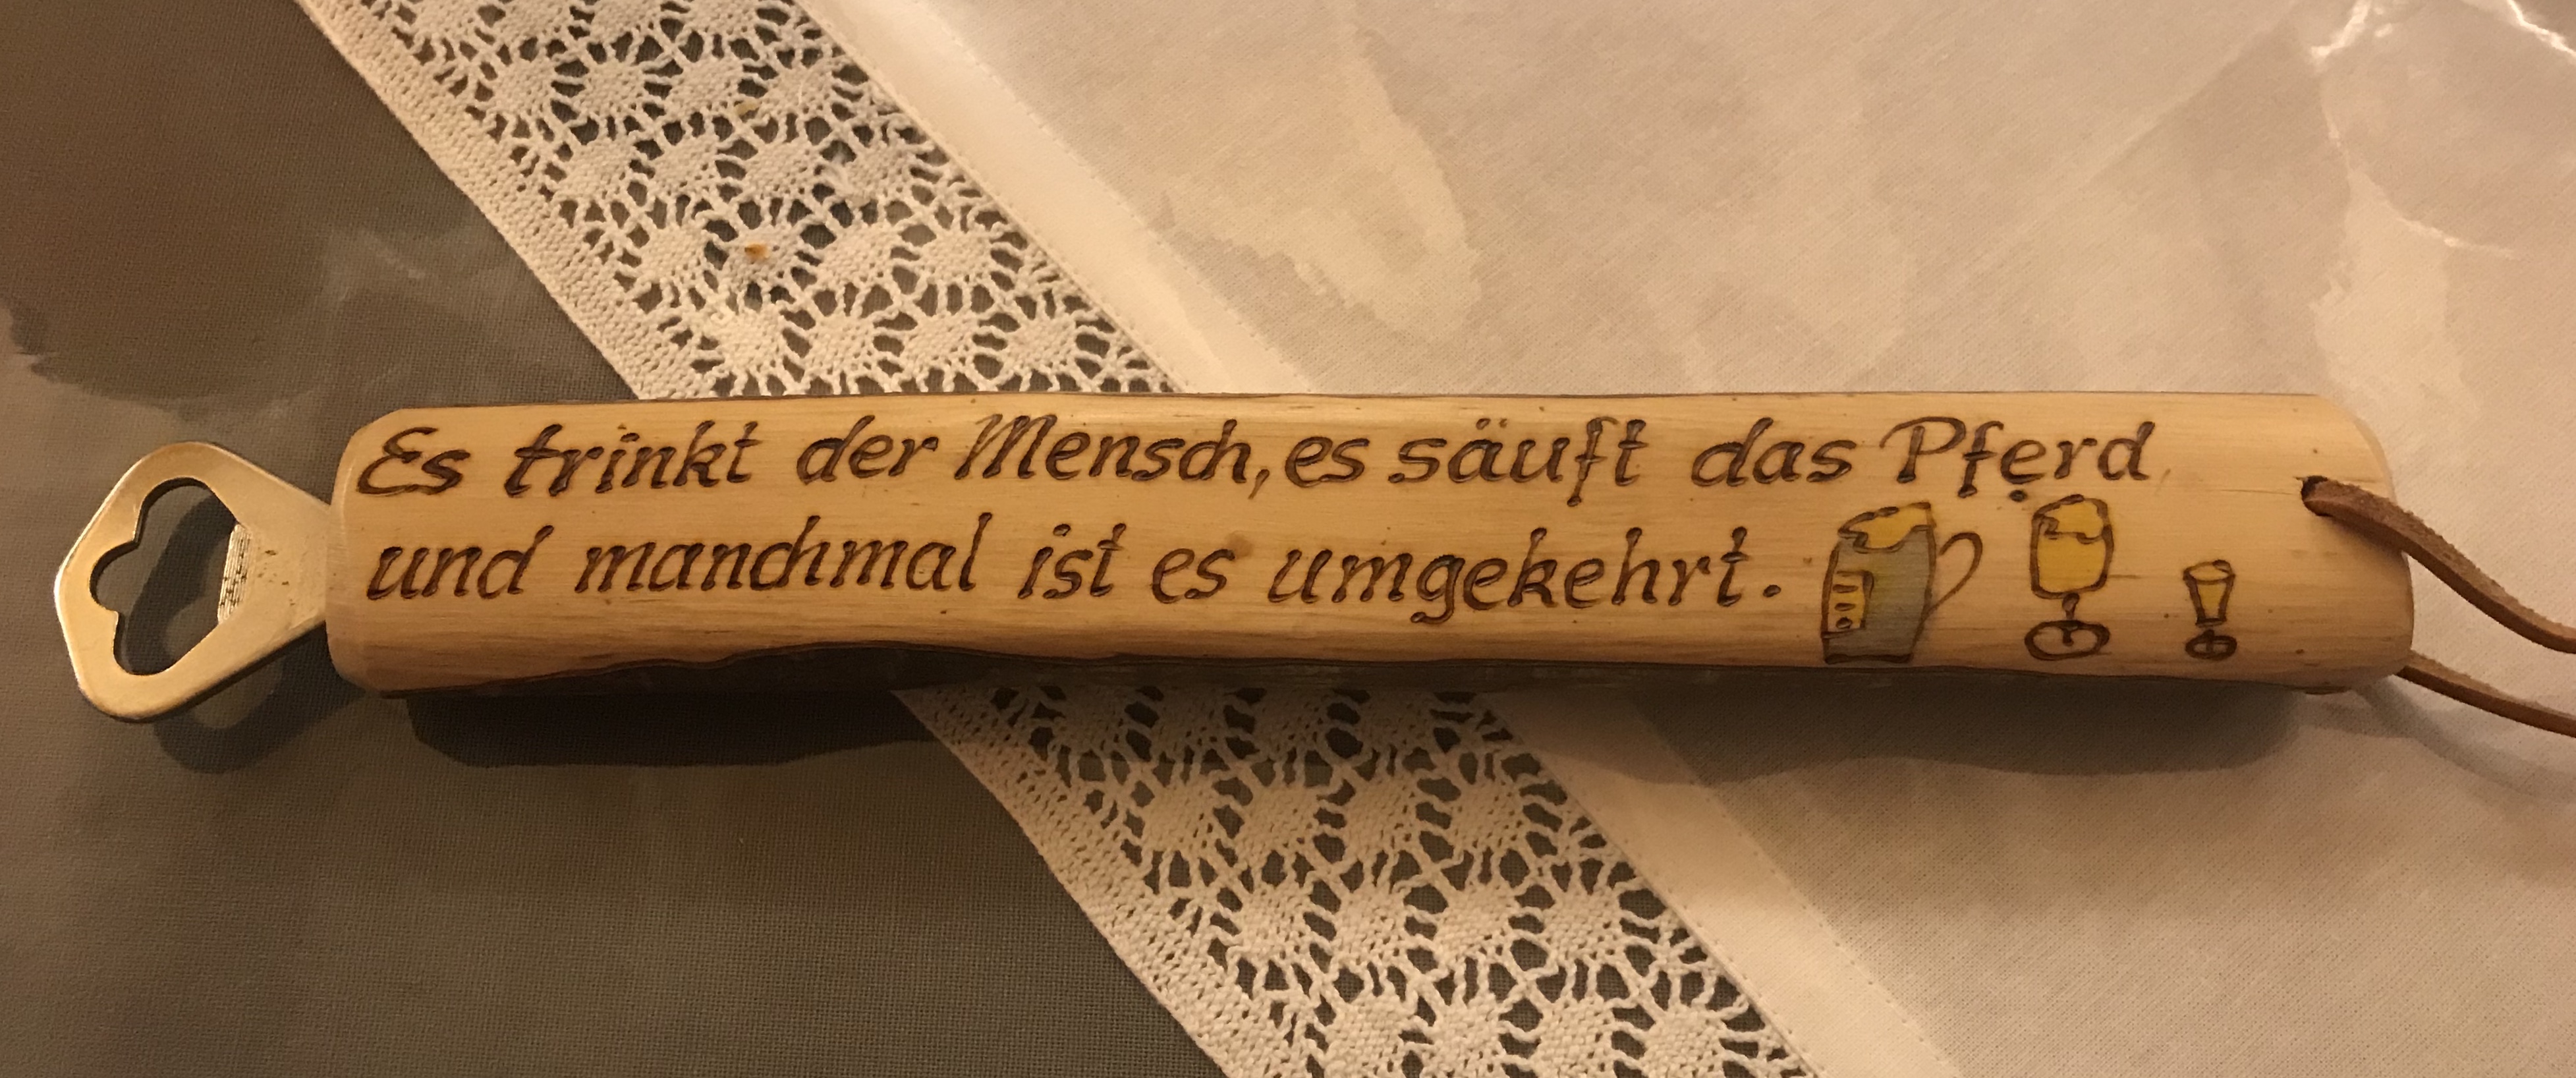 Es trinkt der Mensch, es säuft das Pferd
und manchmal ist es umgekehrt.